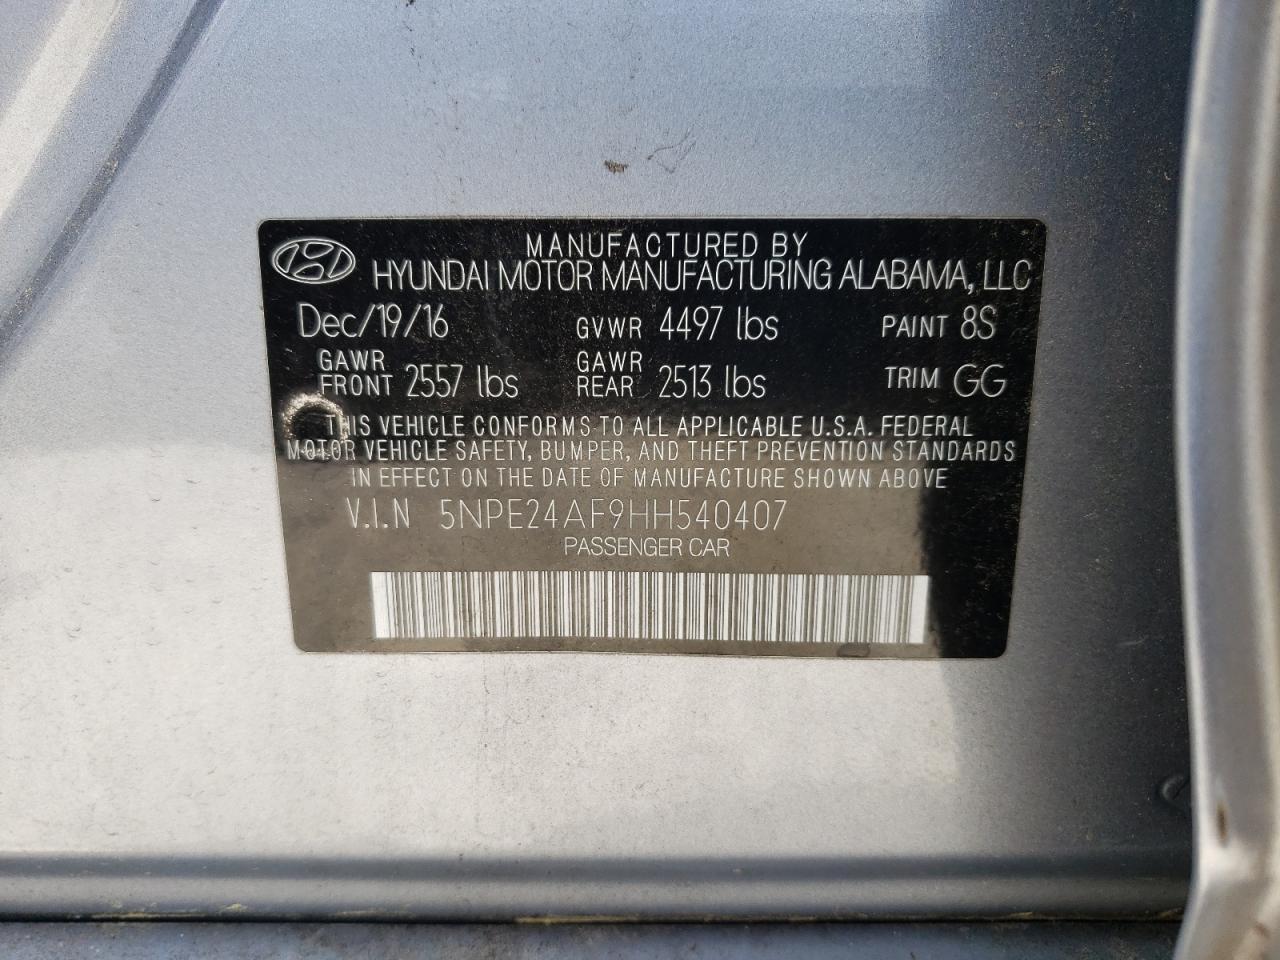 MANUFACTURED BY
HYUNDAI MOTOR MANUFACTURING ALABAMA, LLC
Dec/19/16 GVWR 4497 lbs PAINT 8S
GAWR FRONT 2557 lbs GAWR REAR 2513 lbs TRIM GG
THIS VEHICLE CONFORMS TO ALL APPLICABLE U.S.A. FEDERAL
MOTOR VEHICLE SAFETY, BUMPER, AND THEFT PREVENTION STANDARDS
IN EFFECT ON THE DATE OF MANUFACTURE SHOWN ABOVE
V.I.N 5NPE24AF9HH540407
PASSENGER CAR